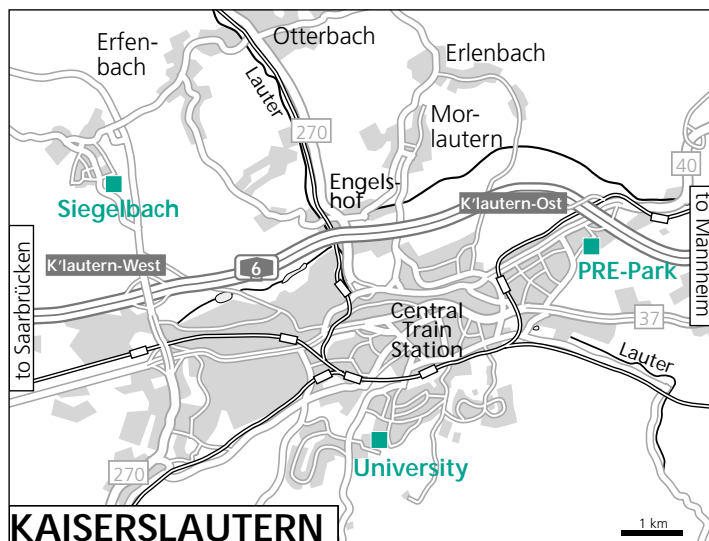 Erfen-
bach
Otterbach
Erlenbach
Lauter
270
Mor-
lautern
40
Engels-
hof
Siegelbach
K'lautern-Ost
to Mannheim
K'lautern-West
6
PRE-Park
to Saarbrücken
Central
Train
Station
37
Lauter
University
270
KAISERSLAUTERN
1 km